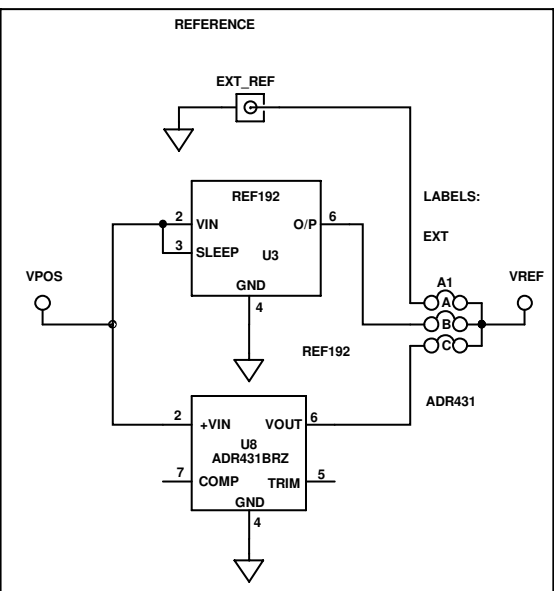 REFERENCE
EXT_REF
REF192
LABELS:
2 VIN O/P 6
3 SLEEP U3
EXT
GND
4
VPOS
A1
VREF
A
B
C
REF192
ADR431
2 +VIN VOUT 6
U8
ADR431BRZ
7 COMP TRIM 5
GND
4